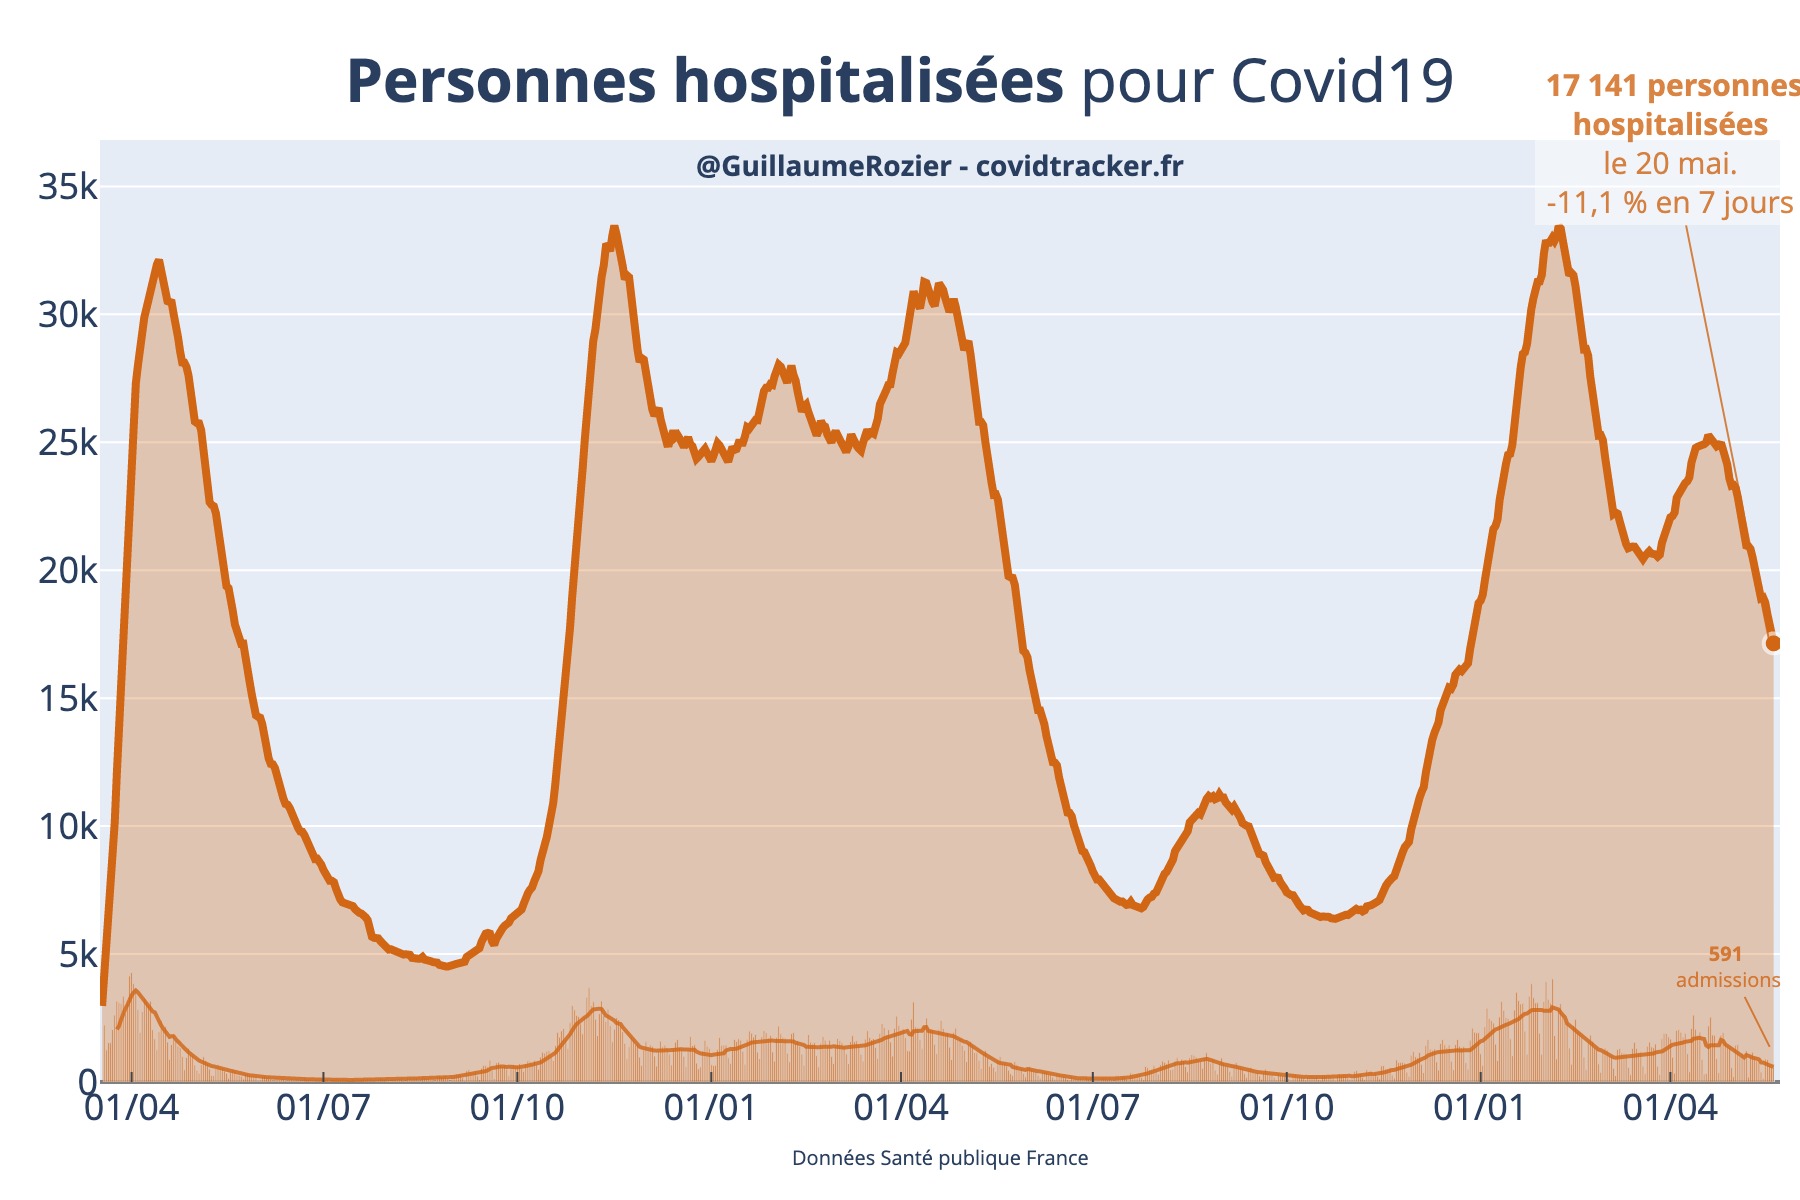 Personnes hospitalisées pour Covid19
17 141 personnes
hospitalisées
le 20 mai.
-11,1 % en 7 jours
@GuillaumeRozier - covidtracker.fr
35k
30k
25k
20k
15k
10k
5k
0
591
admissions
01/04
01/07
01/10
01/01
01/04
01/07
01/10
01/01
01/04
Données Santé publique France